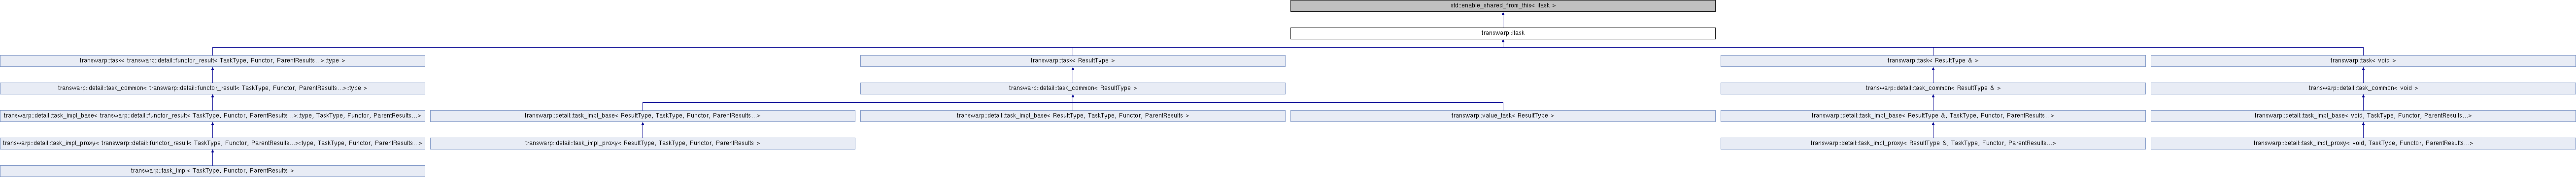 std::enable_shared_from_this< itask >
transwarp::itask
transwarp::task< transwarp::detail::functor_result< TaskType, Functor, ParentResults...>::type >
transwarp::task< ResultType >
transwarp::task< ResultType & >
transwarp::task< void >
transwarp::detail::task_common< transwarp::detail::functor_result< TaskType, Functor, ParentResults...>::type >
transwarp::detail::task_common< ResultType >
transwarp::detail::task_common< ResultType & >
transwarp::detail::task_common< void >
transwarp::detail::task_impl_base< transwarp::detail::functor_result< TaskType, Functor, ParentResults...>::type, TaskType, Functor, ParentResults...>
transwarp::detail::task_impl_base< ResultType, TaskType, Functor, ParentResults...>
transwarp::detail::task_impl_base< ResultType, TaskType, Functor, ParentResults >
transwarp::value_task< ResultType >
transwarp::detail::task_impl_base< ResultType &, TaskType, Functor, ParentResults...>
transwarp::detail::task_impl_base< void, TaskType, Functor, ParentResults...>
transwarp::detail::task_impl_proxy< transwarp::detail::functor_result< TaskType, Functor, ParentResults...>::type, TaskType, Functor, ParentResults...>
transwarp::detail::task_impl_proxy< ResultType, TaskType, Functor, ParentResults >
transwarp::detail::task_impl_proxy< ResultType &, TaskType, Functor, ParentResults...>
transwarp::detail::task_impl_proxy< void, TaskType, Functor, ParentResults...>
transwarp::task_impl< TaskType, Functor, ParentResults >